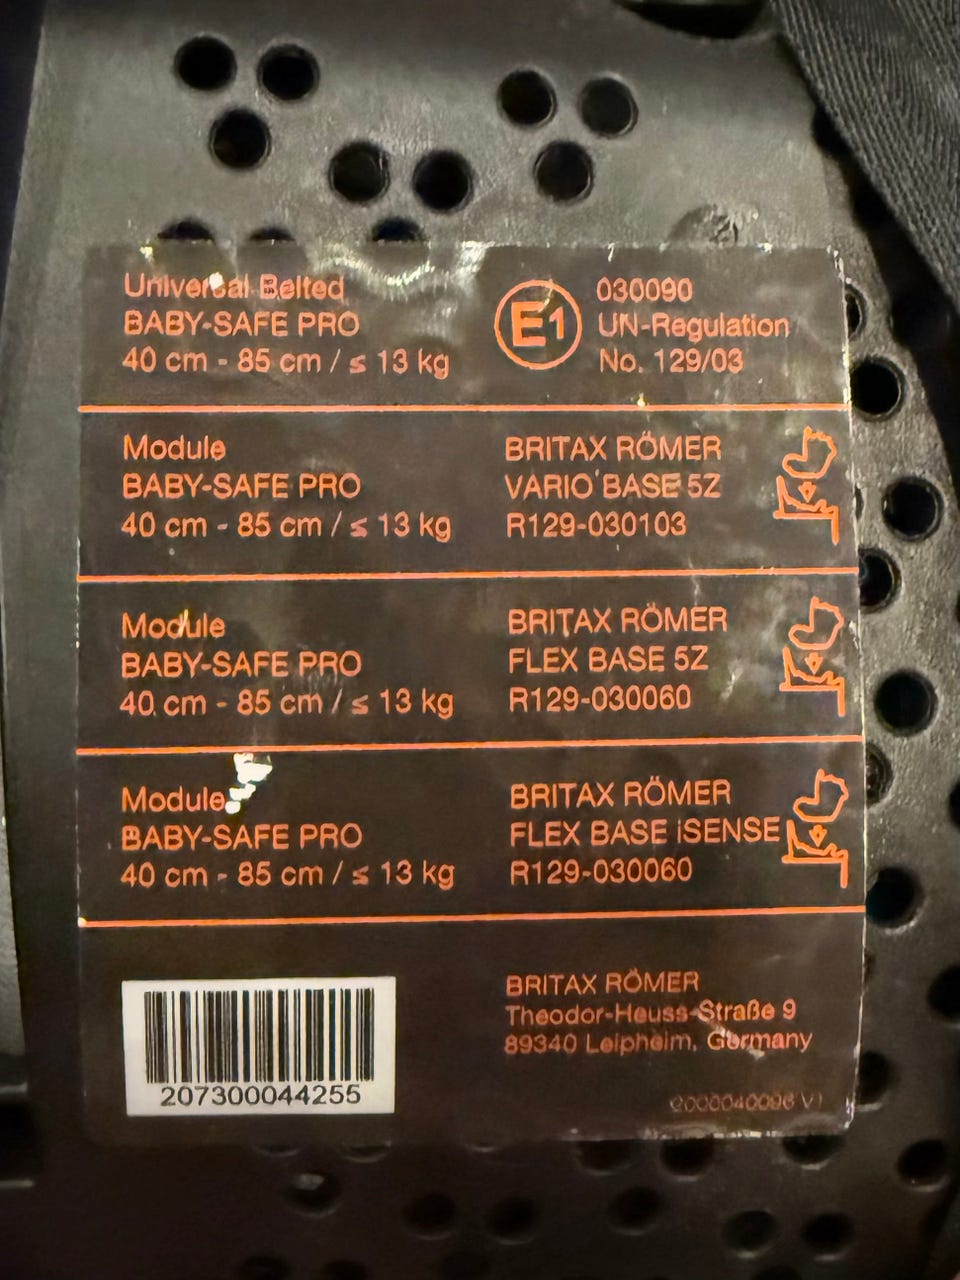 Universal Belted
BABY-SAFE PRO
40 cm - 85 cm / ≤ 13 kg
E1
030090
UN-Regulation
No. 129/03
Module
BABY-SAFE PRO
40 cm - 85 cm / ≤ 13 kg
BRITAX RÖMER
VARIO BASE 5Z
R129-030103
Module
BABY-SAFE PRO
40 cm - 85 cm / ≤ 13 kg
BRITAX RÖMER
FLEX BASE 5Z
R129-030060
Module
BABY-SAFE PRO
40 cm - 85 cm / ≤ 13 kg
BRITAX RÖMER
FLEX BASE iSENSE
R129-030060
207300044255
BRITAX RÖMER
Theodor-Heuss-Straße 9
89340 Leipheim, Germany
V1